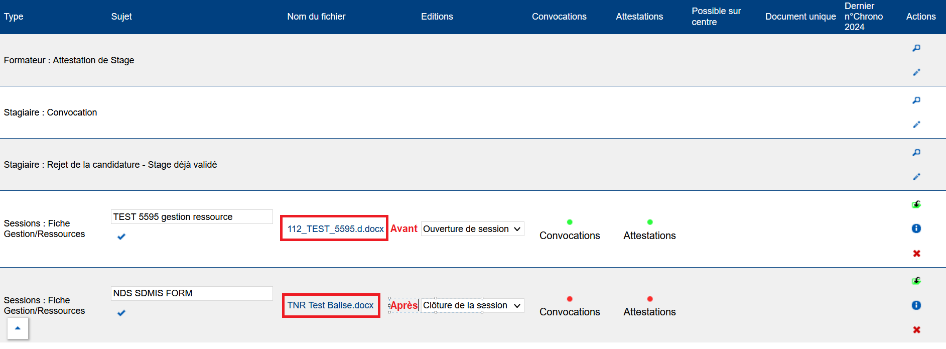 Type Sujet Nom du fichier Editions Convocations Attestations Possible sur centre Document unique Dernier n°Chrono 2024 Actions
Formateur : Attestation de Stage
Stagiaire : Convocation
Stagiaire : Rejet de la candidature - Stage déjà validé
Sessions : Fiche Gestion/Ressources
TEST 5595 gestion ressource
112_TEST_5595.d.docx
Avant
Ouverture de session
Convocations
Attestations
Sessions : Fiche Gestion/Ressources
NDS SDMIS FORM
TNR Test Balise.docx
Après
Clôture de la session
Convocations
Attestations